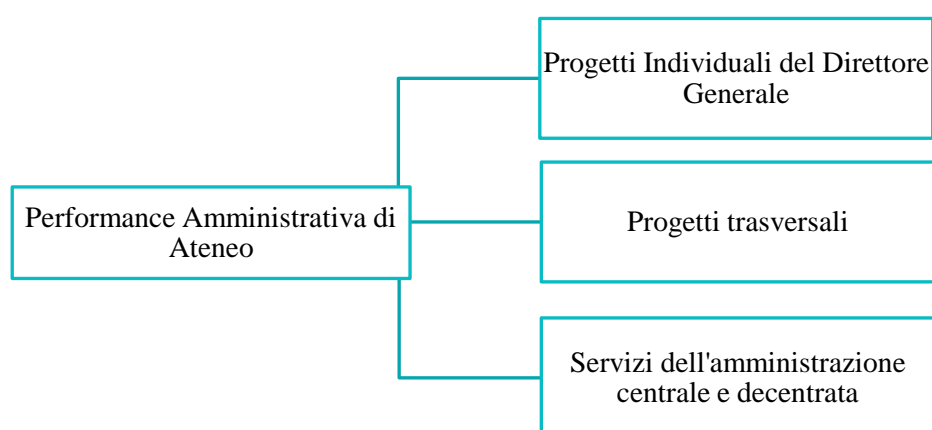 Progetti Individuali del Direttore
Generale
Performance Amministrativa di
Ateneo
Progetti trasversali
Servizi dell'amministrazione
centrale e decentrata